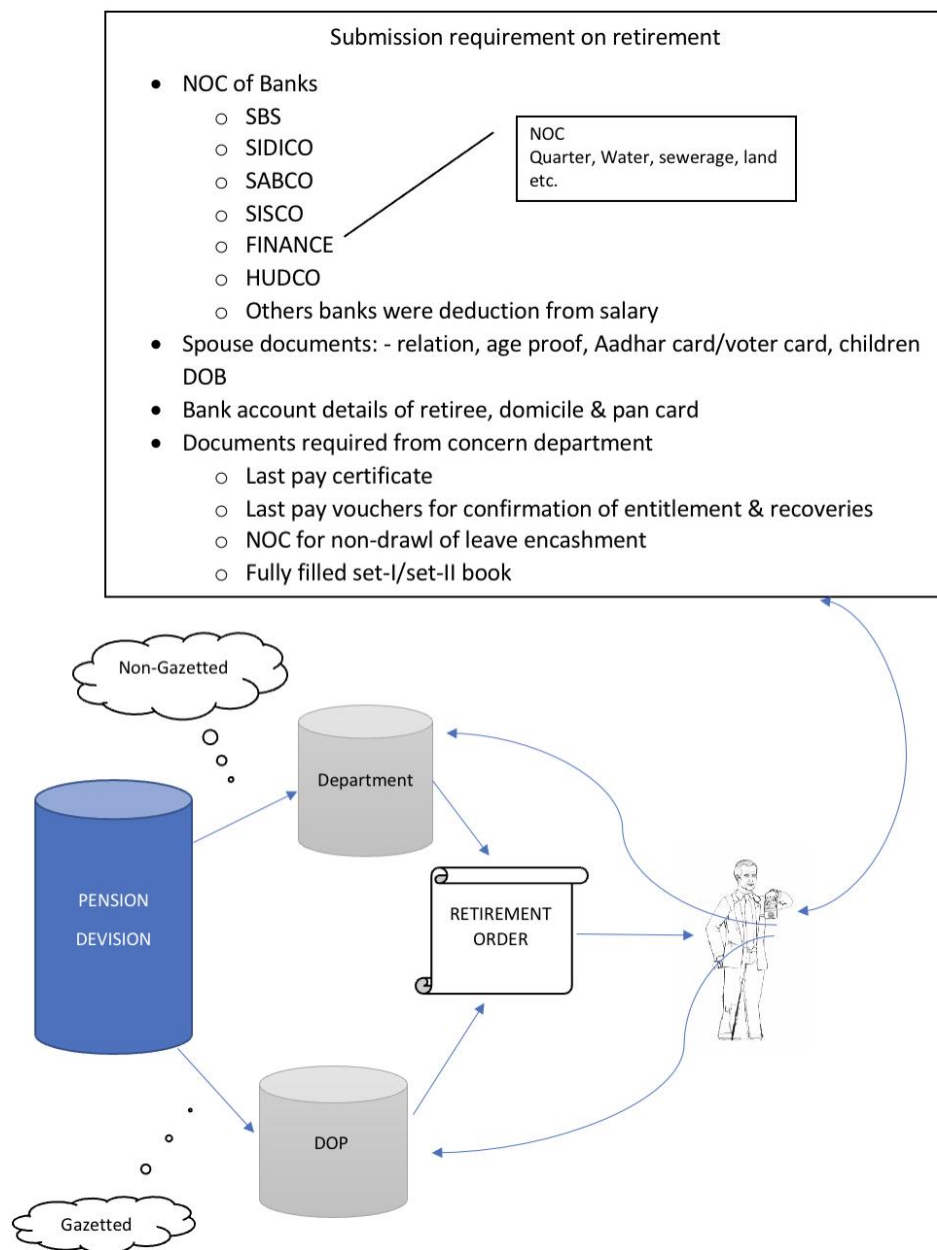 Submission requirement on retirement
• NOC of Banks
o SBS
o SIDICO
o SABCO
o SISCO
o FINANCE
o HUDCO
o Others banks were deduction from salary
NOC
Quarter, Water, sewerage, land
etc.
• Spouse documents: - relation, age proof, Aadhar card/voter card, children
DOB
• Bank account details of retiree, domicile & pan card
• Documents required from concern department
o Last pay certificate
o Last pay vouchers for confirmation of entitlement & recoveries
o NOC for non-drawl of leave encashment
o Fully filled set-I/set-II book
Non-Gazetted
Department
PENSION
DEVISION
RETIREMENT
ORDER
DOP
Gazetted